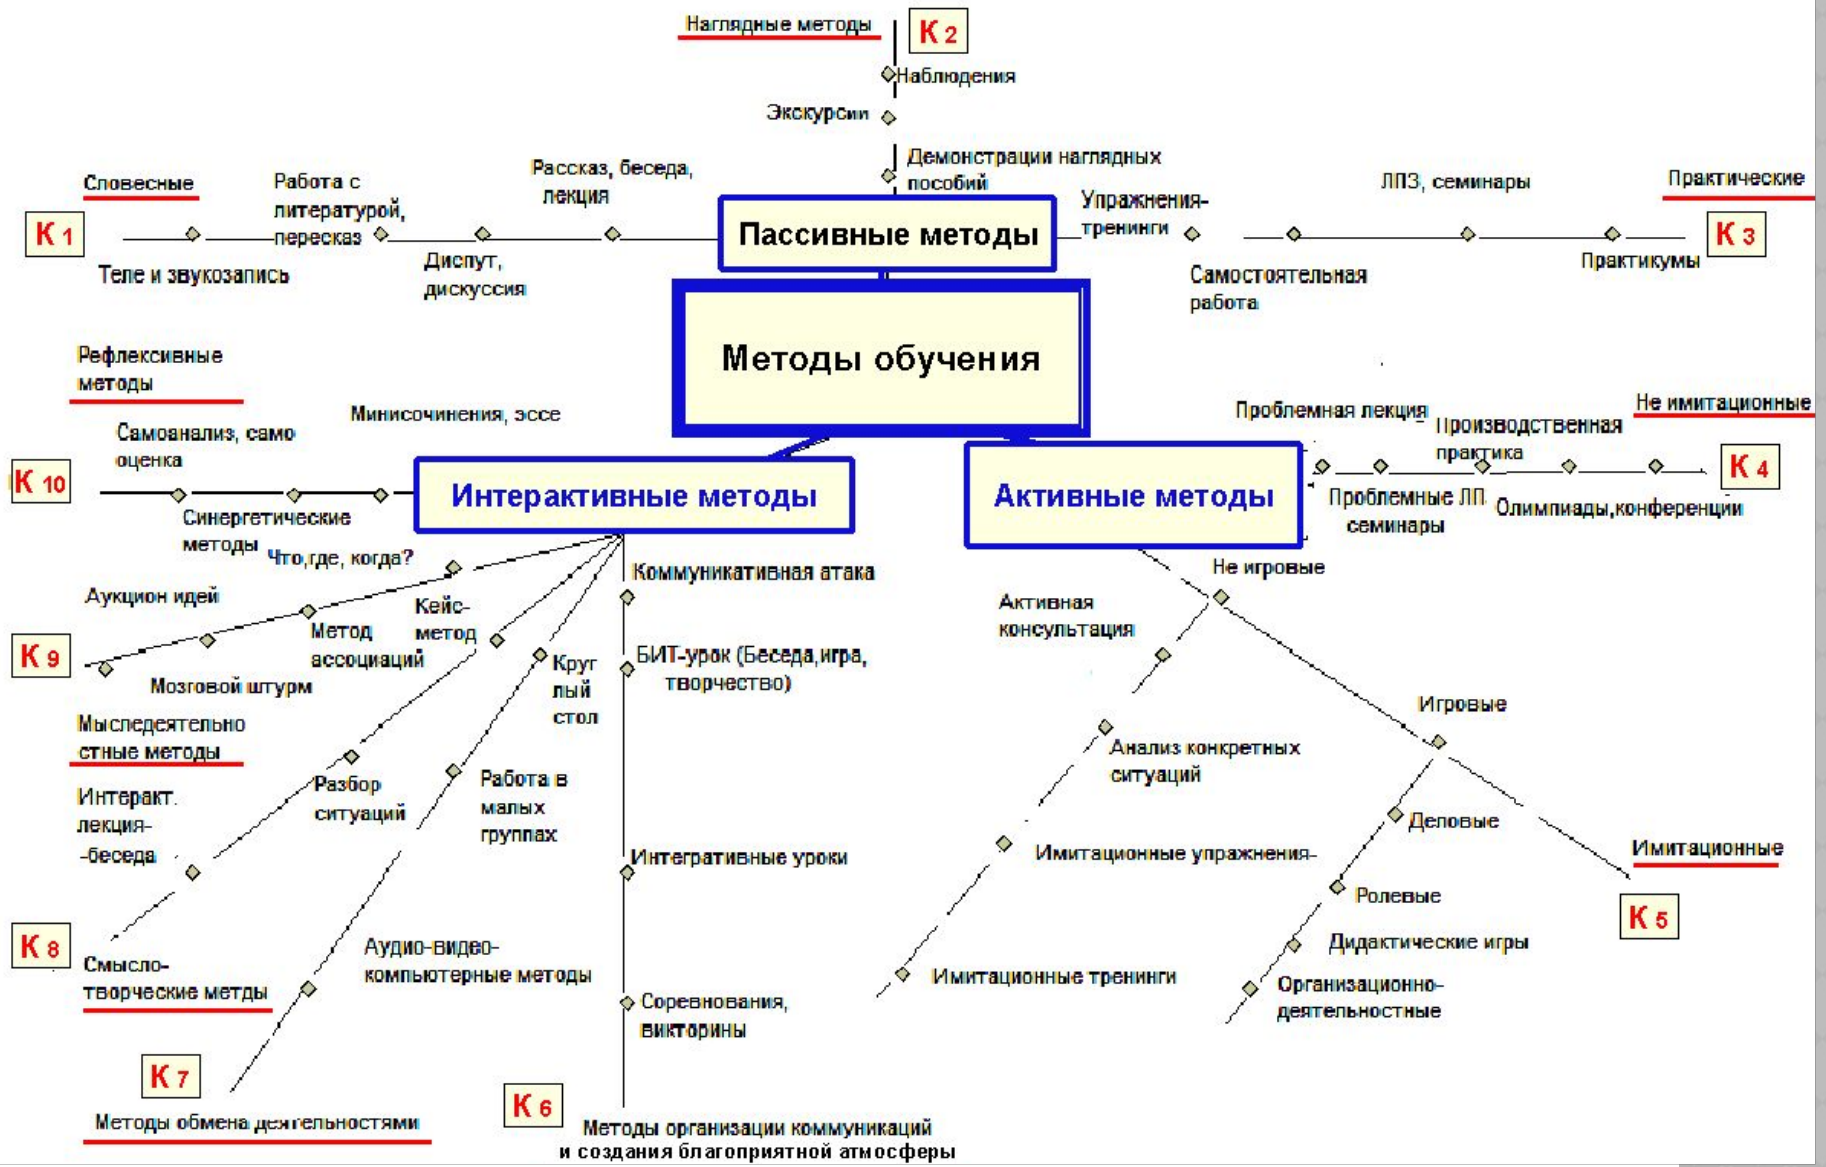 Наглядные методы
К 2
Наблюдения
Экскурсии
Демонстрации наглядных
пособий
Словесные
К 1
Работа с
литературой,
пересказ
Рассказ, беседа,
лекция
Теле и звукозапись
Диспут,
дискуссия
Пассивные методы
Упражнения-
тренинги
ЛПЗ, семинары
Практические
К 3
Самостоятельная
работа
Практикумы
Методы обучения
Рефлексивные
методы
Самоанализ, само
оценка
Минисочинения, эссе
К 10
Синергетические
методы
Интерактивные методы
Активные методы
Проблемная лекция
Производственная
практика
Не имитационные
К 4
Проблемные ЛП
семинары
Олимпиады,конференции
Что,где, когда?
Аукцион идей
Метод
ассоциаций
К 9
Мозговой штурм
Мыследеятельно
стные методы
Кейс-
метод
Разбор
ситуаций
Интеракт.
лекция-
-беседа
К 8
Смысло-
творческие метды
Круг
лый
стол
Работа в
малых
группах
Аудио-видео-
компьютерные методы
К 7
Методы обмена деятельностями
Коммуникативная атака
БИТ-урок (Беседа,игра,
творчество)
Интегративные уроки
Соревнования,
викторины
К 6
Методы организации коммуникаций
и создания благоприятной атмосферы
Не игровые
Активная
консультация
Анализ конкретных
ситуаций
Имитационные упражнения-
Имитационные тренинги
Игровые
Деловые
Ролевые
Дидактические игры
Организационно-
деятельностные
Имитационные
К 5